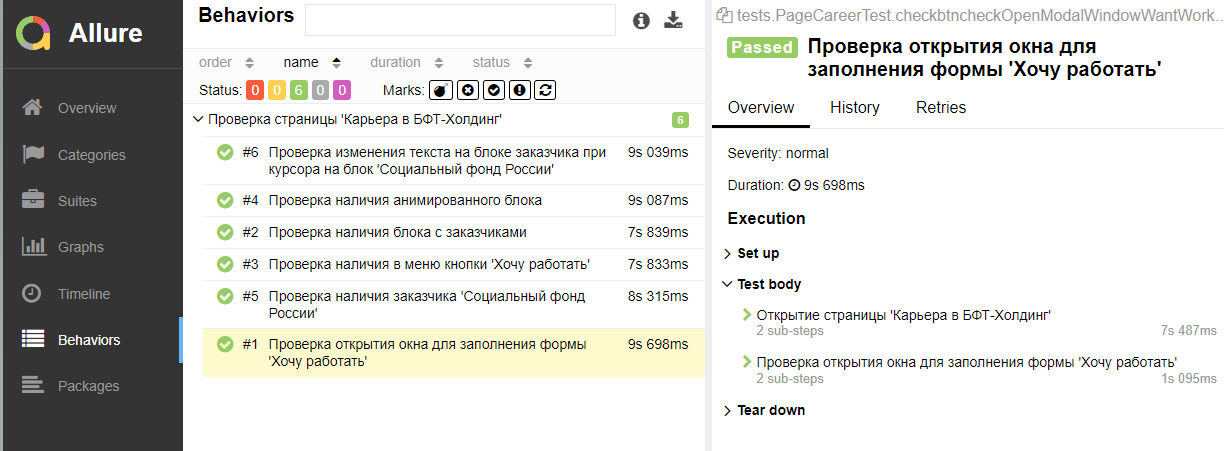 Allure
Overview
Categories
Suites
Graphs
Timeline
Behaviors
Packages
Behaviors
order name duration status
Status: 0 0 6 0 0 Marks:
Проверка страницы 'Карьера в БФТ-Холдинг' 6
#6 Проверка изменения текста на блоке заказчика при 9s 039ms
курсора на блок 'Социальный фонд России'
#4 Проверка наличия анимированного блока 9s 087ms
#2 Проверка наличия блока с заказчиками 7s 839ms
#3 Проверка наличия в меню кнопки 'Хочу работать' 7s 833ms
#5 Проверка наличия заказчика 'Социальный фонд 8s 315ms
России'
#1 Проверка открытия окна для заполнения формы 9s 698ms
'Хочу работать'
tests.PageCareerTest.checkbtncheckOpenModalWindowWantWork...
Passed Проверка открытия окна для
заполнения формы 'Хочу работать'
Overview History Retries
Severity: normal
Duration: 9s 698ms
Execution
Set up
Test body
Открытие страницы 'Карьера в БФТ-Холдинг'
2 sub-steps 7s 487ms
Проверка открытия окна для заполнения формы 'Хочу работать'
2 sub-steps 1s 095ms
Tear down